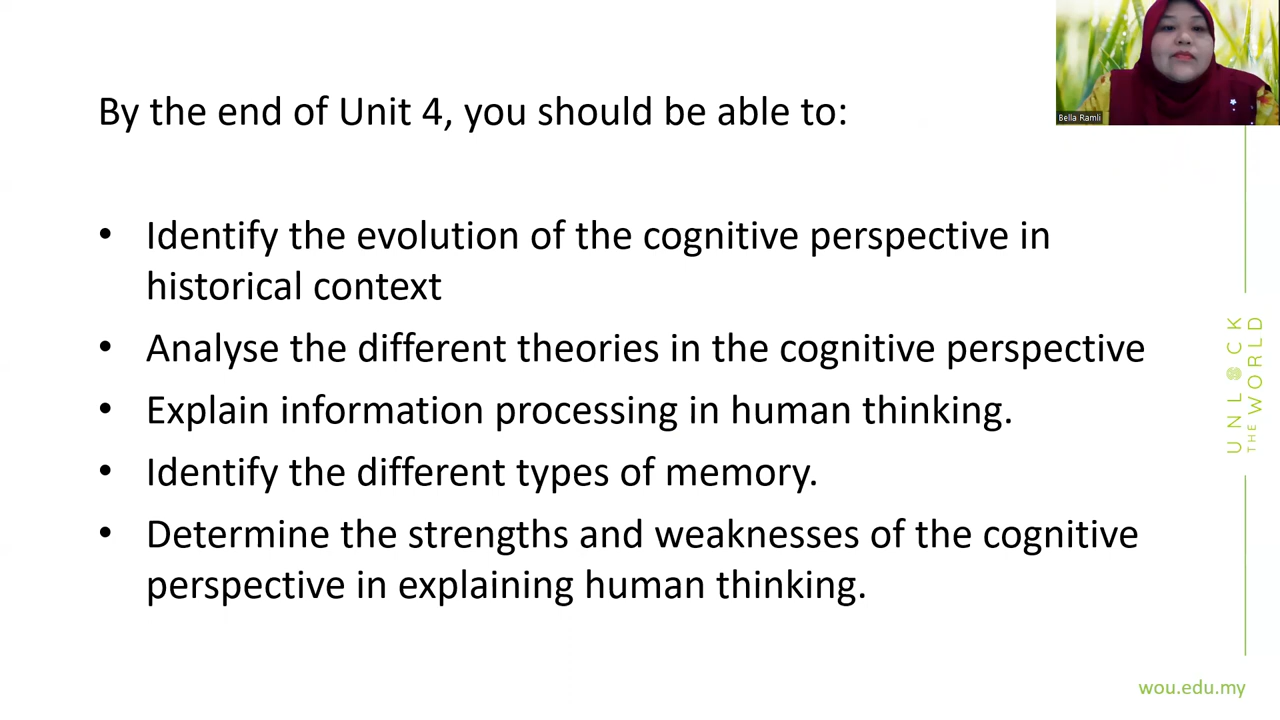 By the end of Unit 4, you should be able to:
Bella Ramli
• Identify the evolution of the cognitive perspective in
historical context
• Analyse the different theories in the cognitive perspective
• Explain information processing in human thinking.
• Identify the different types of memory.
• Determine the strengths and weaknesses of the cognitive
perspective in explaining human thinking.
UNLOCK
THE WORLD
wou.edu.my